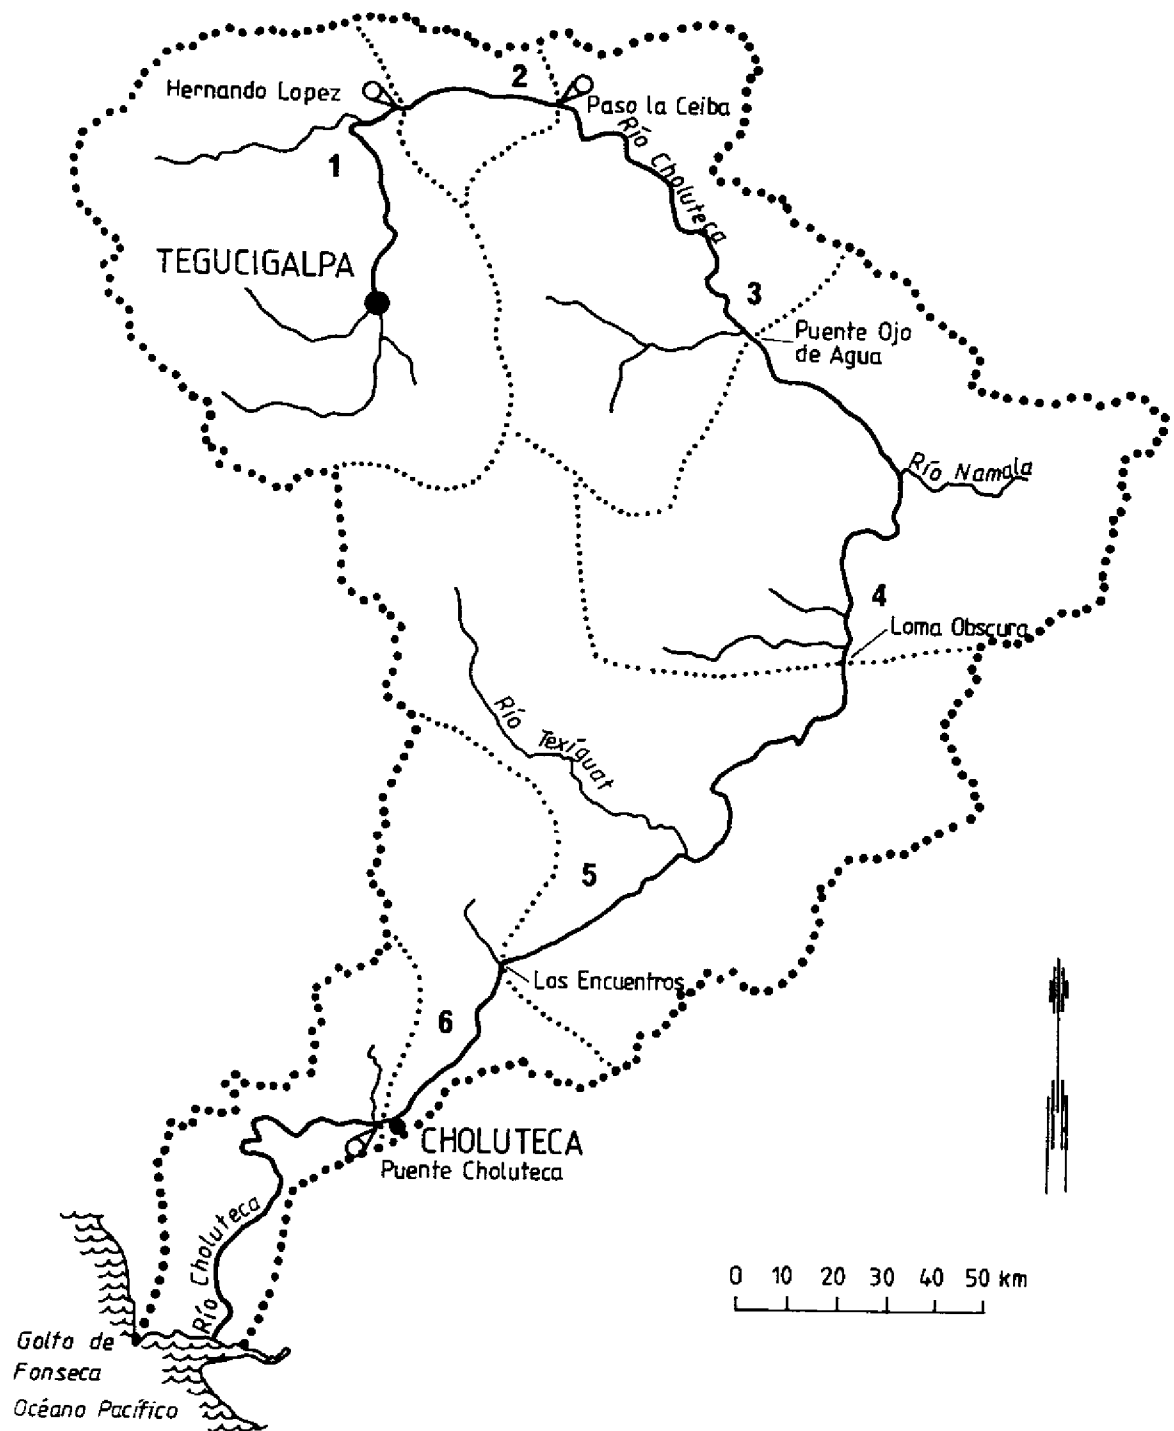 2
Hernando Lopez
Paso la Ceiba
Río Choluteca
1
TEGUCIGALPA
3
Puente Ojo
de Agua
Río Namala
4
Loma Obscura
Río Texíguat
5
Los Encuentros
6
CHOLUTECA
Puente Choluteca
Río Choluteca
0 10 20 30 40 50 km
Golfo de
Fonseca
Océano Pacífico